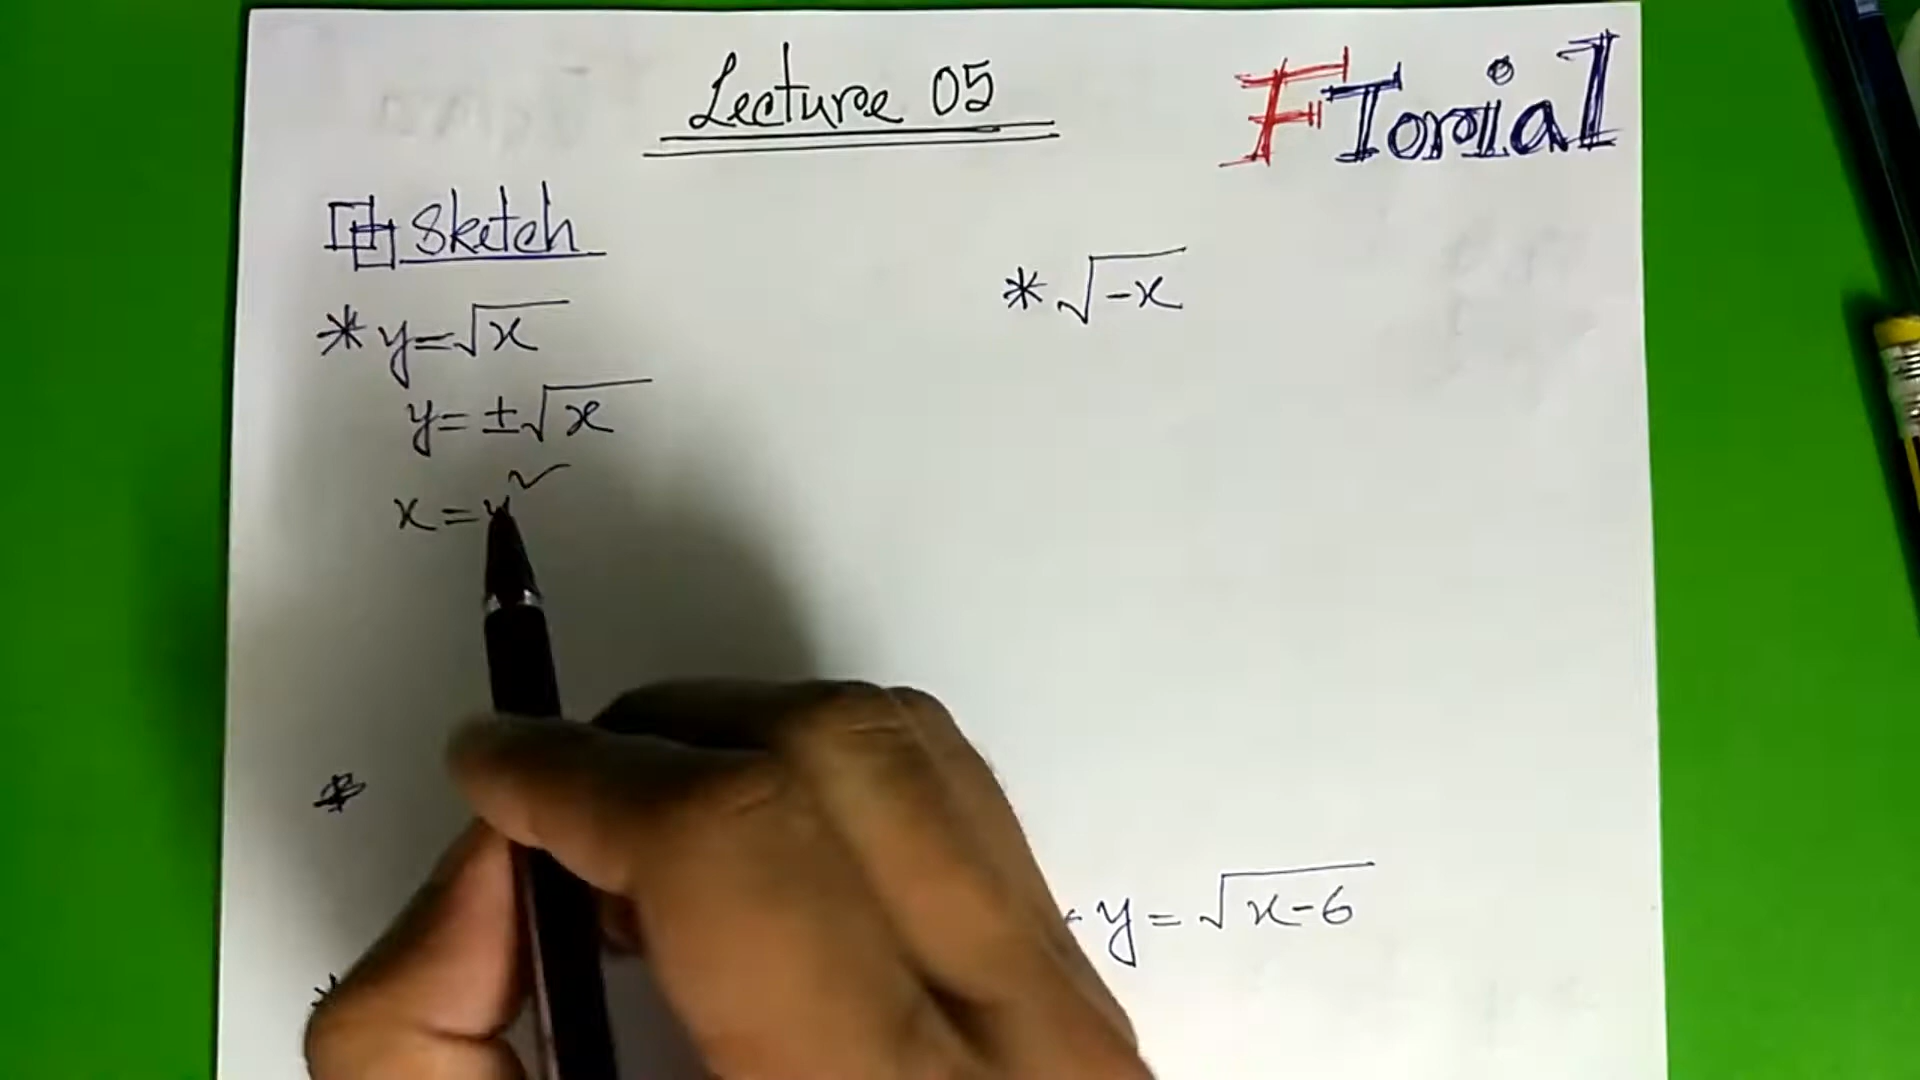 Lecture 05
FTorial
Sketch
* y=√x
y=±√x
x=y²
* √-x
*
y=√x-6